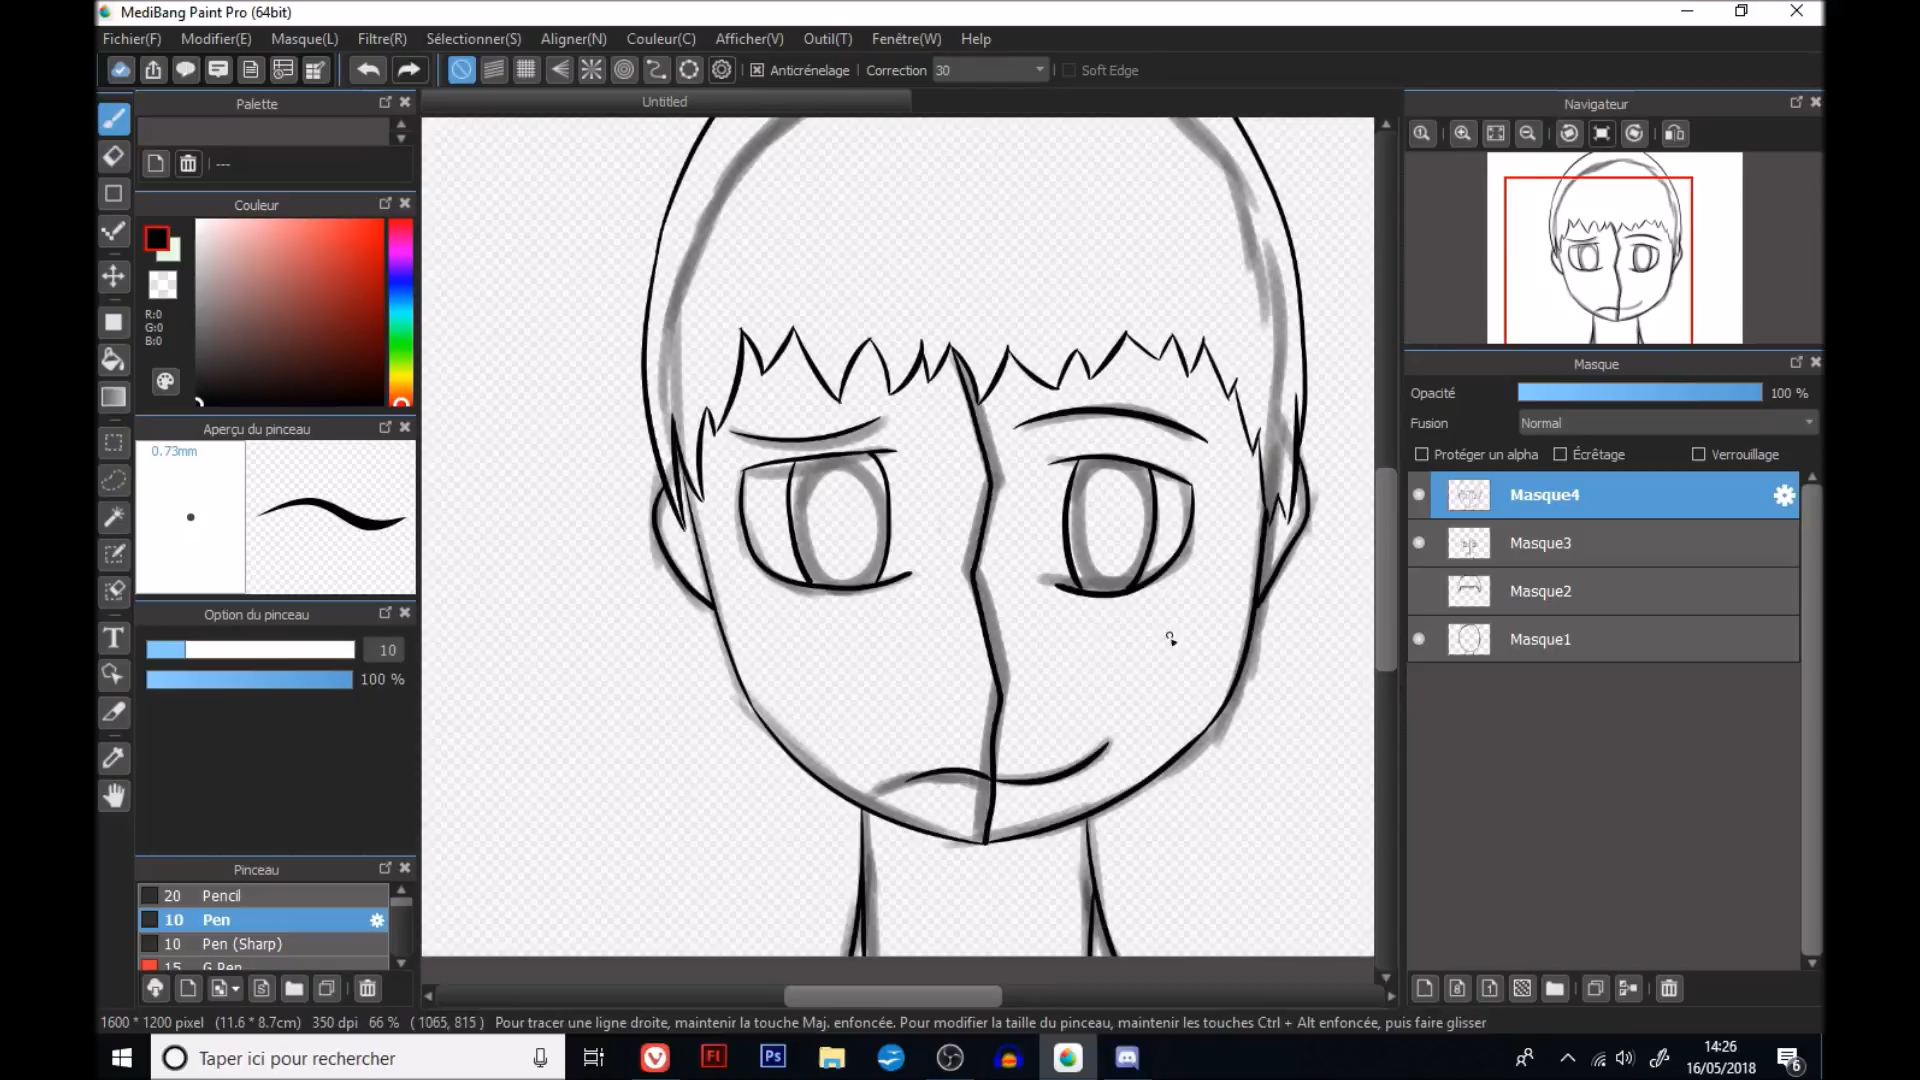 MediBang Paint Pro (64bit)
Fichier(F) Modifier(E) Masque(L) Filtre(R) Sélectionner(S) Aligner(N) Couleur(C) Afficher(V) Outil(T) Fenêtre(W) Help
Anticrénelage Correction 30 Soft Edge
Palette
Untitled
Navigateur
---
Couleur
R:0
G:0
B:0
Masque
Opacité 100 %
Fusion Normal
Aperçu du pinceau
0.73mm
Protéger un alpha Écrêtage Verrouillage
Masque4
Masque3
Masque2
Masque1
Option du pinceau
10
100 %
Pinceau
20 Pencil
10 Pen
10 Pen (Sharp)
15 G Pen
1600 * 1200 pixel (11.6 * 8.7cm) 350 dpi 66 % ( 1065, 815 ) Pour tracer une ligne droite, maintenir la touche Maj. enfoncée. Pour modifier la taille du pinceau, maintenir les touches Ctrl + Alt enfoncée, puis faire glisser
Taper ici pour rechercher
Fl
Ps
14:26
16/05/2018
6